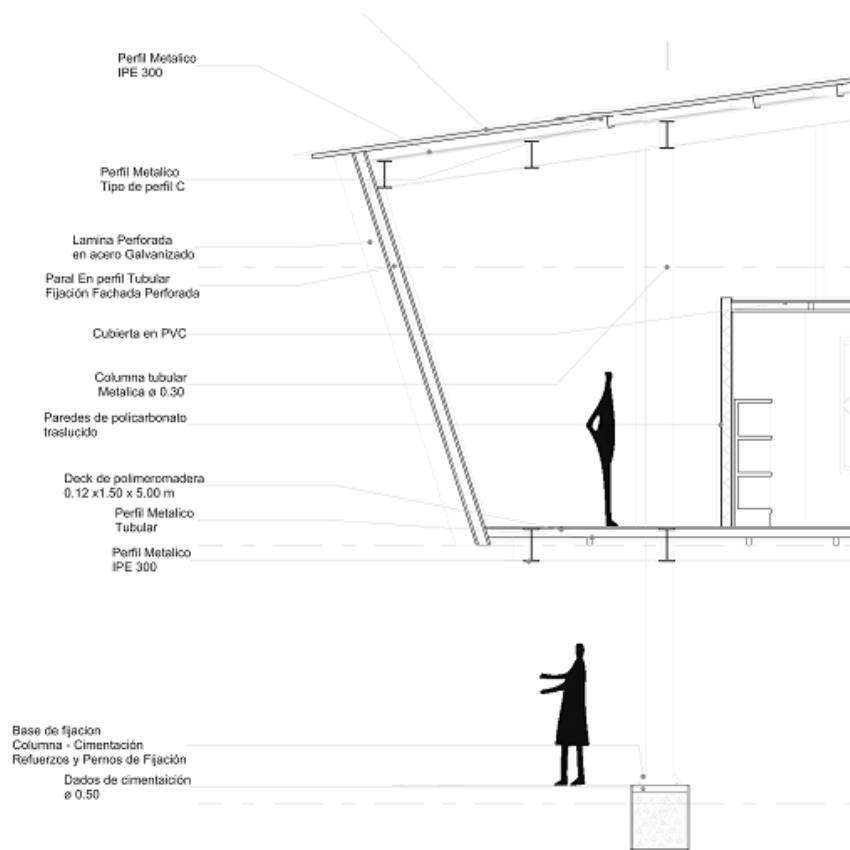 Perfil Metalico
IPE 300
Perfil Metalico
Tipo de perfil C
Lamina Perforada
en acero Galvanizado
Paral En perfil Tubular
Fijación Fachada Perforada
Cubierta en PVC
Columna tubular
Metalica ø 0.30
Paredes de policarbonato
traslucido
Deck de polimeromadera
0.12 x1.50 x 5.00 m
Perfil Metalico
Tubular
Perfil Metalico
IPE 300
Base de fijacion
Columna - Cimentación
Refuerzos y Pernos de Fijación
Dados de cimentaición
ø 0.50